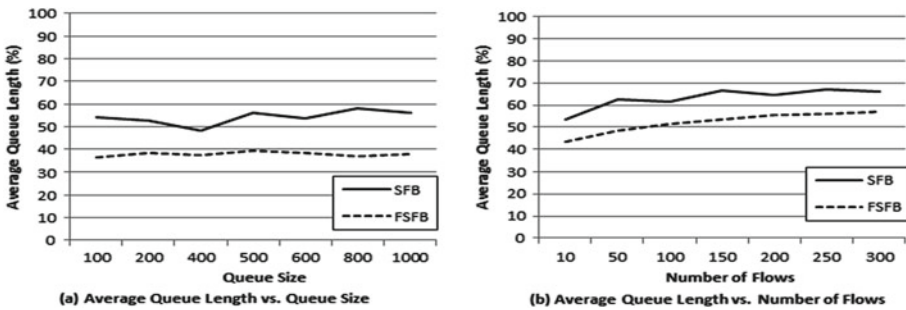 Average Queue Length (%)
100
90
80
70
60
50
40
30
20
10
0
SFB
FSFB
100 200 400 500 600 800 1000
Queue Size
(a) Average Queue Length vs. Queue Size
Average Queue Length (%)
100
90
80
70
60
50
40
30
20
10
0
SFB
FSFB
10 50 100 150 200 250 300
Number of Flows
(b) Average Queue Length vs. Number of Flows